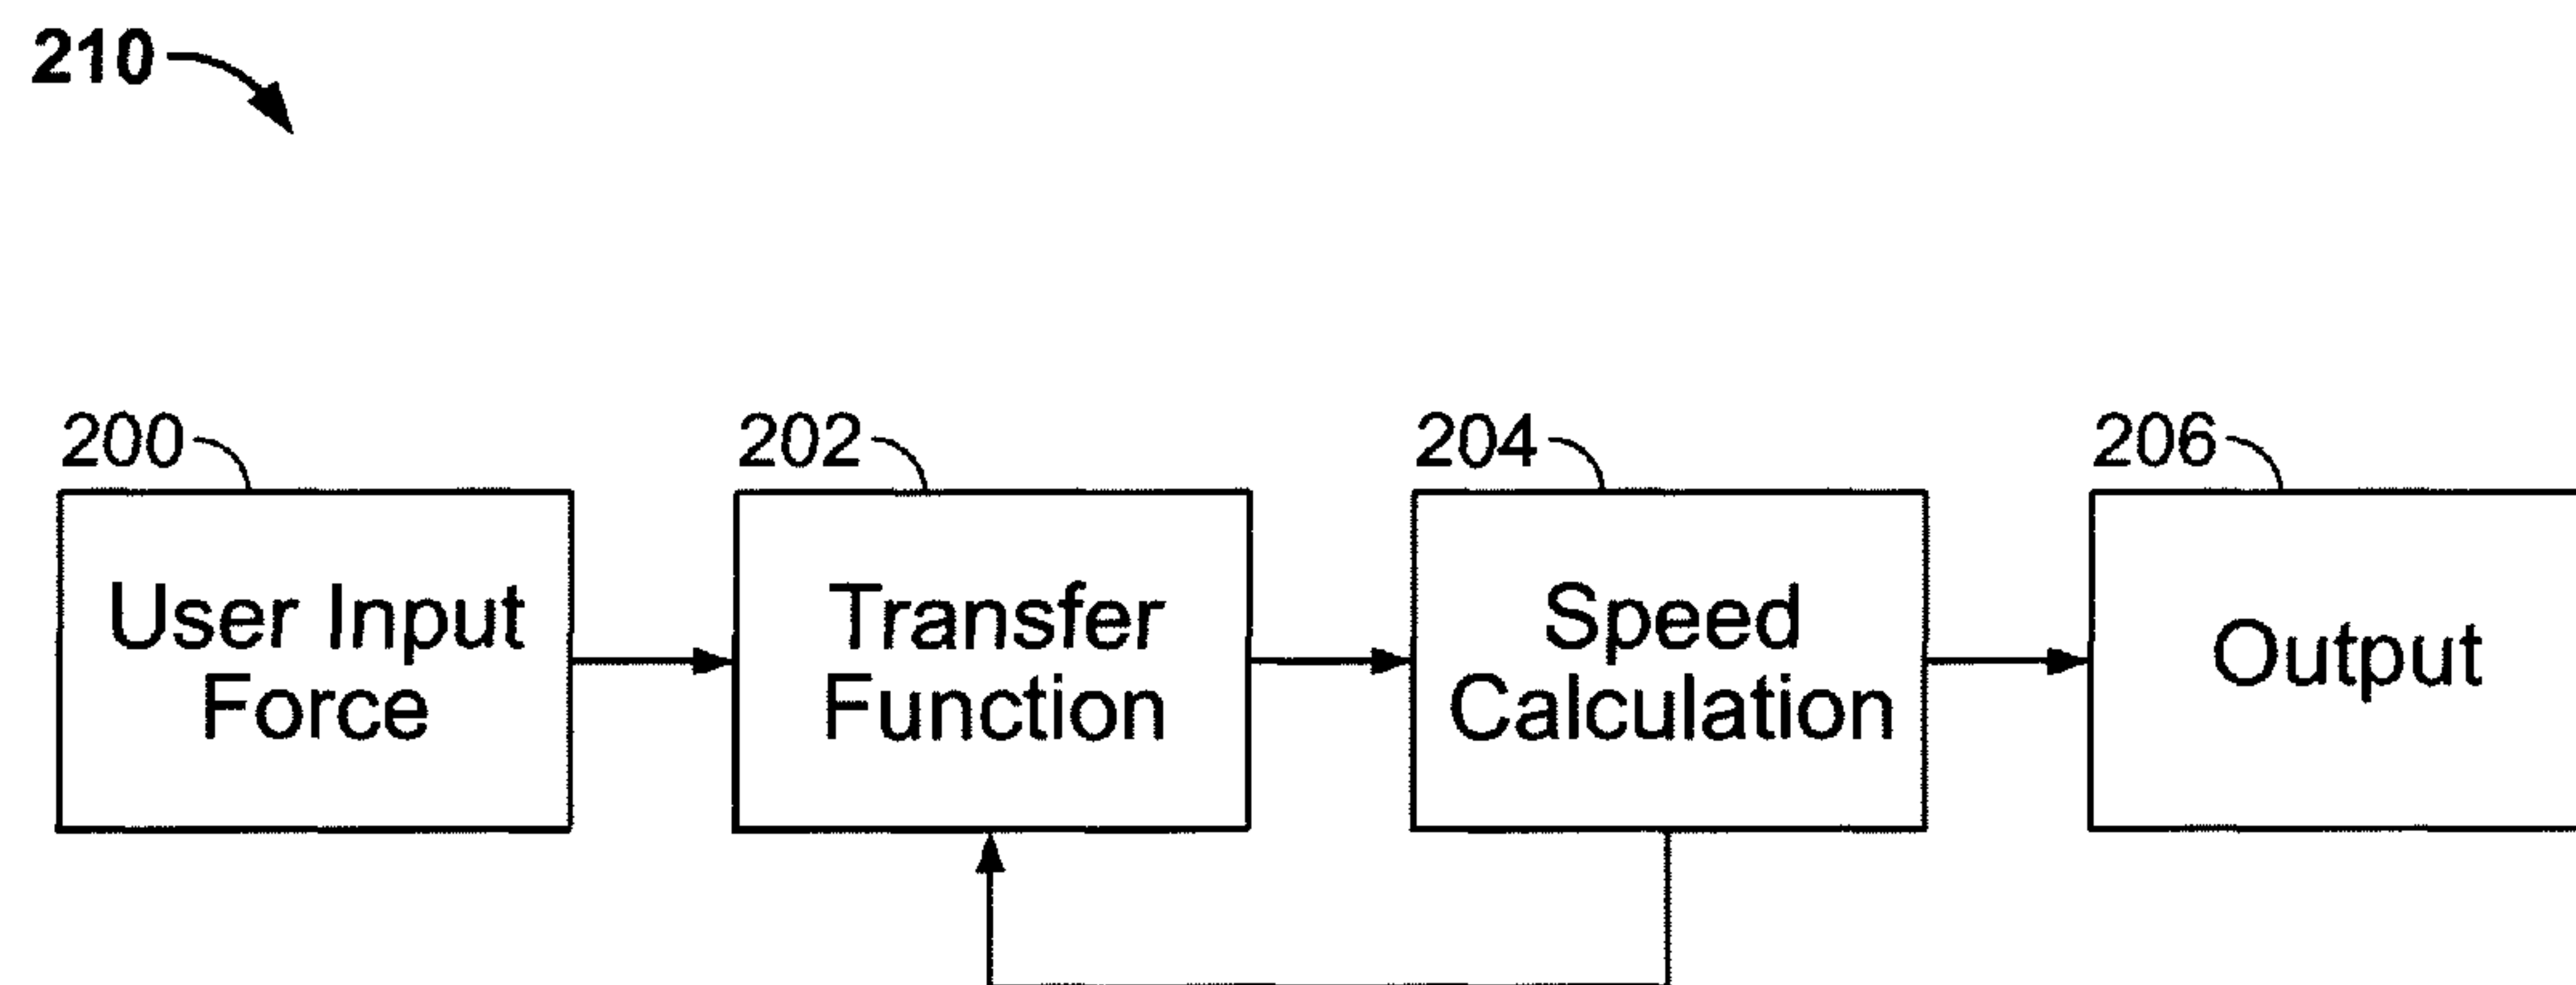 210
200
202
204
206
User Input
Force
Transfer
Function
Speed
Calculation
Output